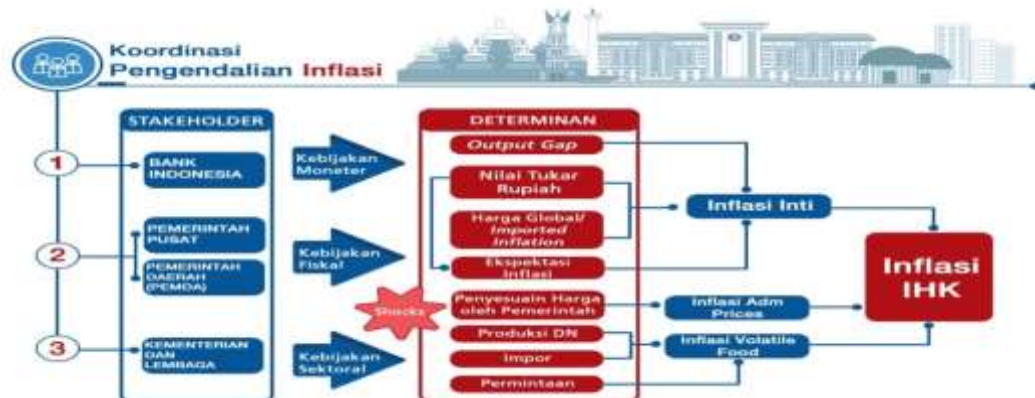 Koordinasi
Pengendalian Inflasi
STAKEHOLDER
DETERMINAN
1
BANK
INDONESIA
Kebijakan
Moneter
Output Gap
Nilai Tukar
Rupiah
Inflasi Inti
2
PEMERINTAH
PUSAT
PEMERINTAH
DAERAH
(PEMDA)
Kebijakan
Fiskal
Harga Global/
Imported
Inflation
Ekspektasi
Inflasi
Inflasi
IHK
Shocks
Penyesuain Harga
oleh Pemerintah
Inflasi Adm
Prices
3
KEMENTERIAN
DAN
LEMBAGA
Kebijakan
Sektoral
Produksi DN
Impor
Permintaan
Inflasi Volatile
Food